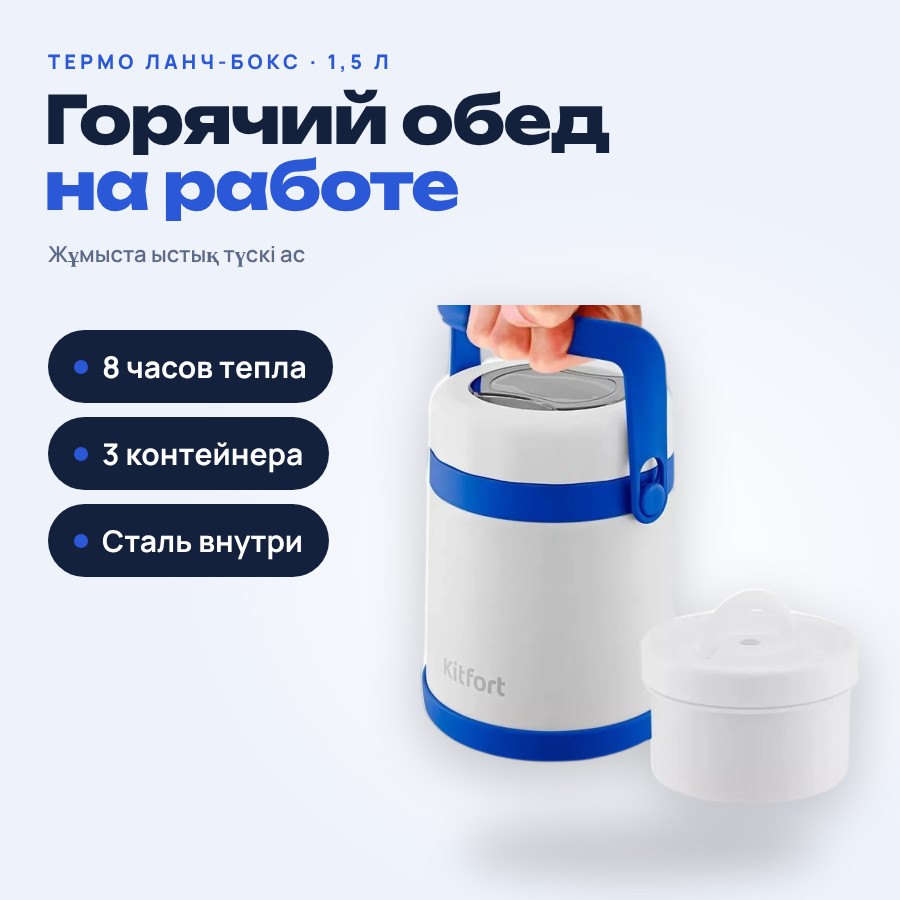 ТЕРМО ЛАНЧ-БОКС · 1,5 Л
Горячий обед
на работе
Жұмыста ыстық түскі ас
8 часов тепла
3 контейнера
Сталь внутри
Kitfort